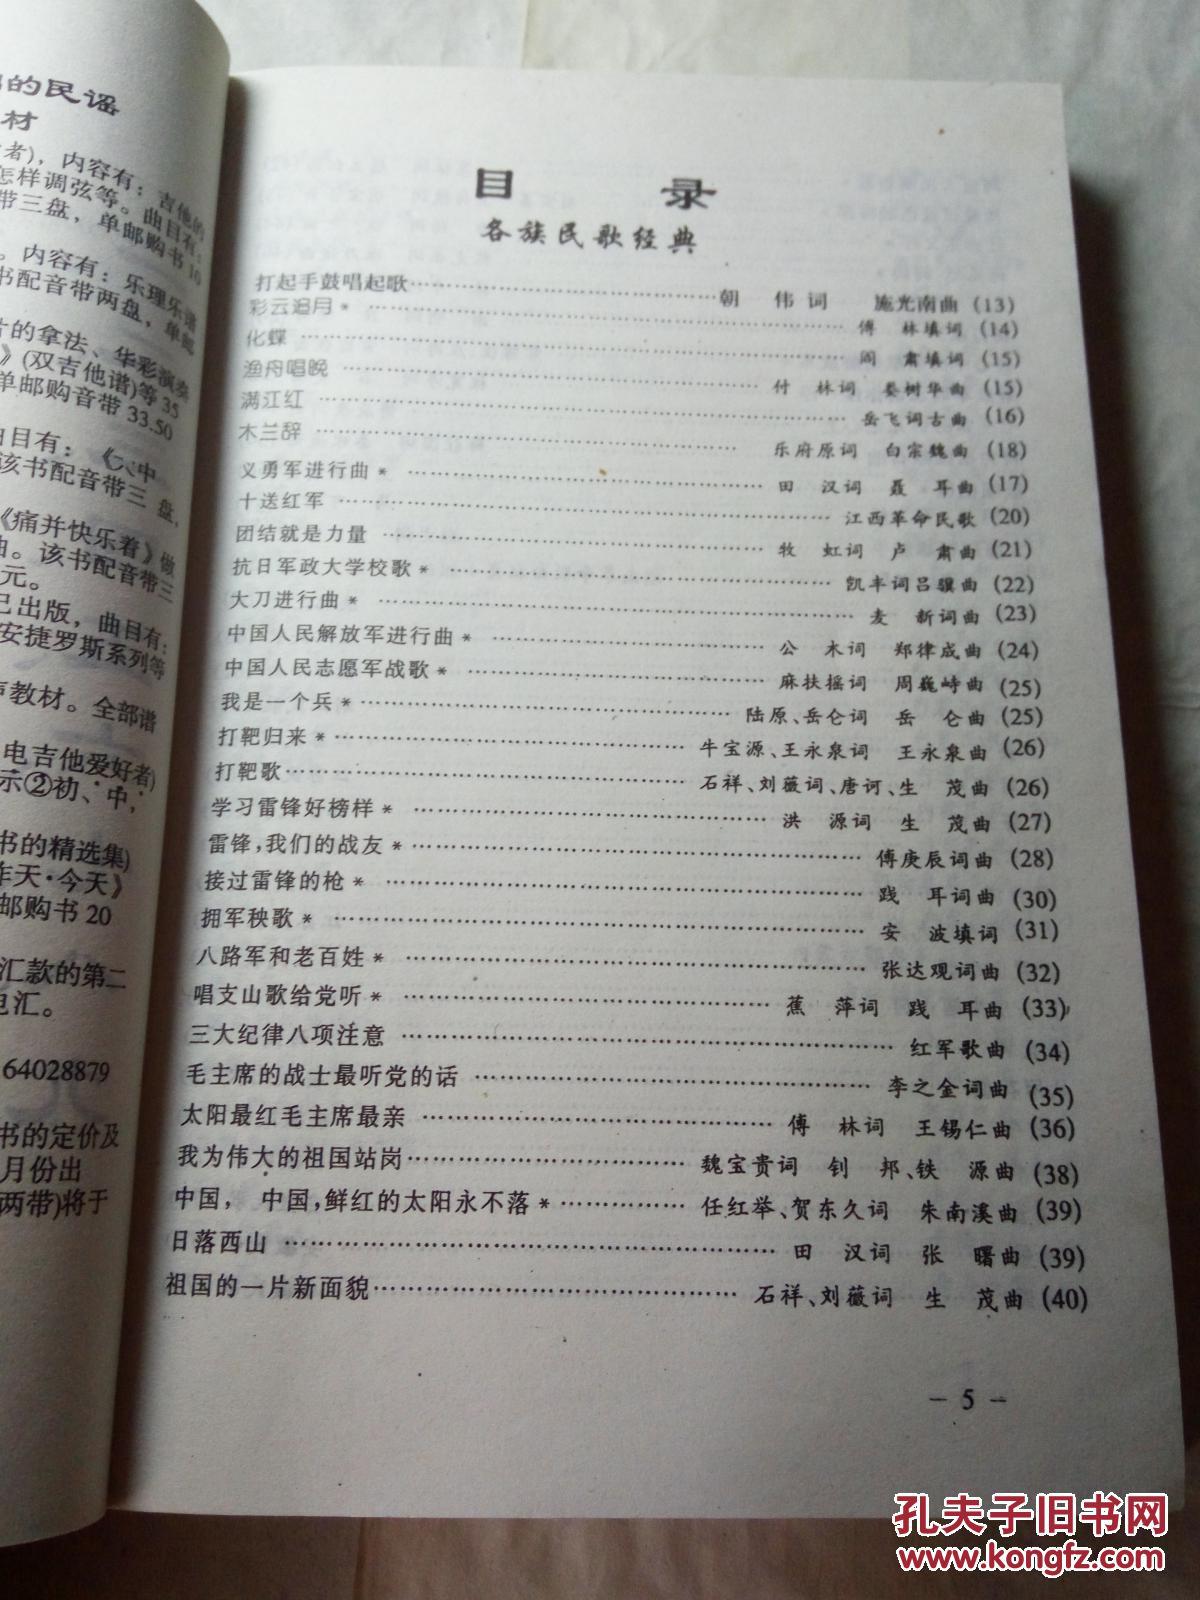 的民谣
材
者)，内容有：吉他的
怎样调弦等。曲目有：
带三盘，单邮购书10
。内容有：乐理乐谱
书配音带两盘，单邮
片的拿法、华彩演奏
》(双吉他谱)等35
单邮购音带33.50
曲目有：《大中
该书配音带三盘，
《痛并快乐着》做
曲。该书配音带三
元。
已出版，曲目有：
安捷罗斯系列等
教材。全部谱
电吉他爱好者)
示②初、中，
书的精选集)
昨天·今天》
邮购书20
汇款的第二
电汇。
64028879
书的定价及
月份出
两带)将于
目 录
各族民歌经典
打起手鼓唱起歌……朝 伟词 施光南曲 (13)
彩云追月*……傅 林填词 (14)
化蝶……阎 肃填词 (15)
渔舟唱晚……付 林词 娄树华曲 (15)
满江红……岳飞词古曲 (16)
木兰辞……乐府原词 白宗魏曲 (18)
义勇军进行曲*……田 汉词 聂 耳曲 (17)
十送红军……江西革命民歌 (20)
团结就是力量……牧 虹词 卢 肃曲 (21)
抗日军政大学校歌*……凯丰词吕骥曲 (22)
大刀进行曲*……麦 新词曲 (23)
中国人民解放军进行曲*……公 木词 郑律成曲 (24)
中国人民志愿军战歌*……麻扶摇词 周巍峙曲 (25)
我是一个兵*……陆原、岳仑词 岳 仑曲 (25)
打靶归来*……牛宝源、王永泉词 王永泉曲 (26)
打靶歌……石祥、刘薇词、唐诃、生 茂曲 (26)
学习雷锋好榜样*……洪 源词 生 茂曲 (27)
雷锋，我们的战友*……傅庚辰词曲 (28)
接过雷锋的枪*……践 耳词曲 (30)
拥军秧歌*……安 波填词 (31)
八路军和老百姓*……张达观词曲 (32)
唱支山歌给党听*……蕉 萍词 践 耳曲 (33)
三大纪律八项注意……红军歌曲 (34)
毛主席的战士最听党的话……李之金词曲 (35)
太阳最红毛主席最亲……傅 林词 王锡仁曲 (36)
我为伟大的祖国站岗……魏宝贵词 钊 邦、铁 源曲 (38)
中国， 中国，鲜红的太阳永不落*……任红举、贺东久词 朱南溪曲 (39)
日落西山……田 汉词 张 曙曲 (39)
祖国的一片新面貌……石祥、刘薇词 生 茂曲 (40)
－ 5 －
孔夫子旧书网
www.kongfz.com